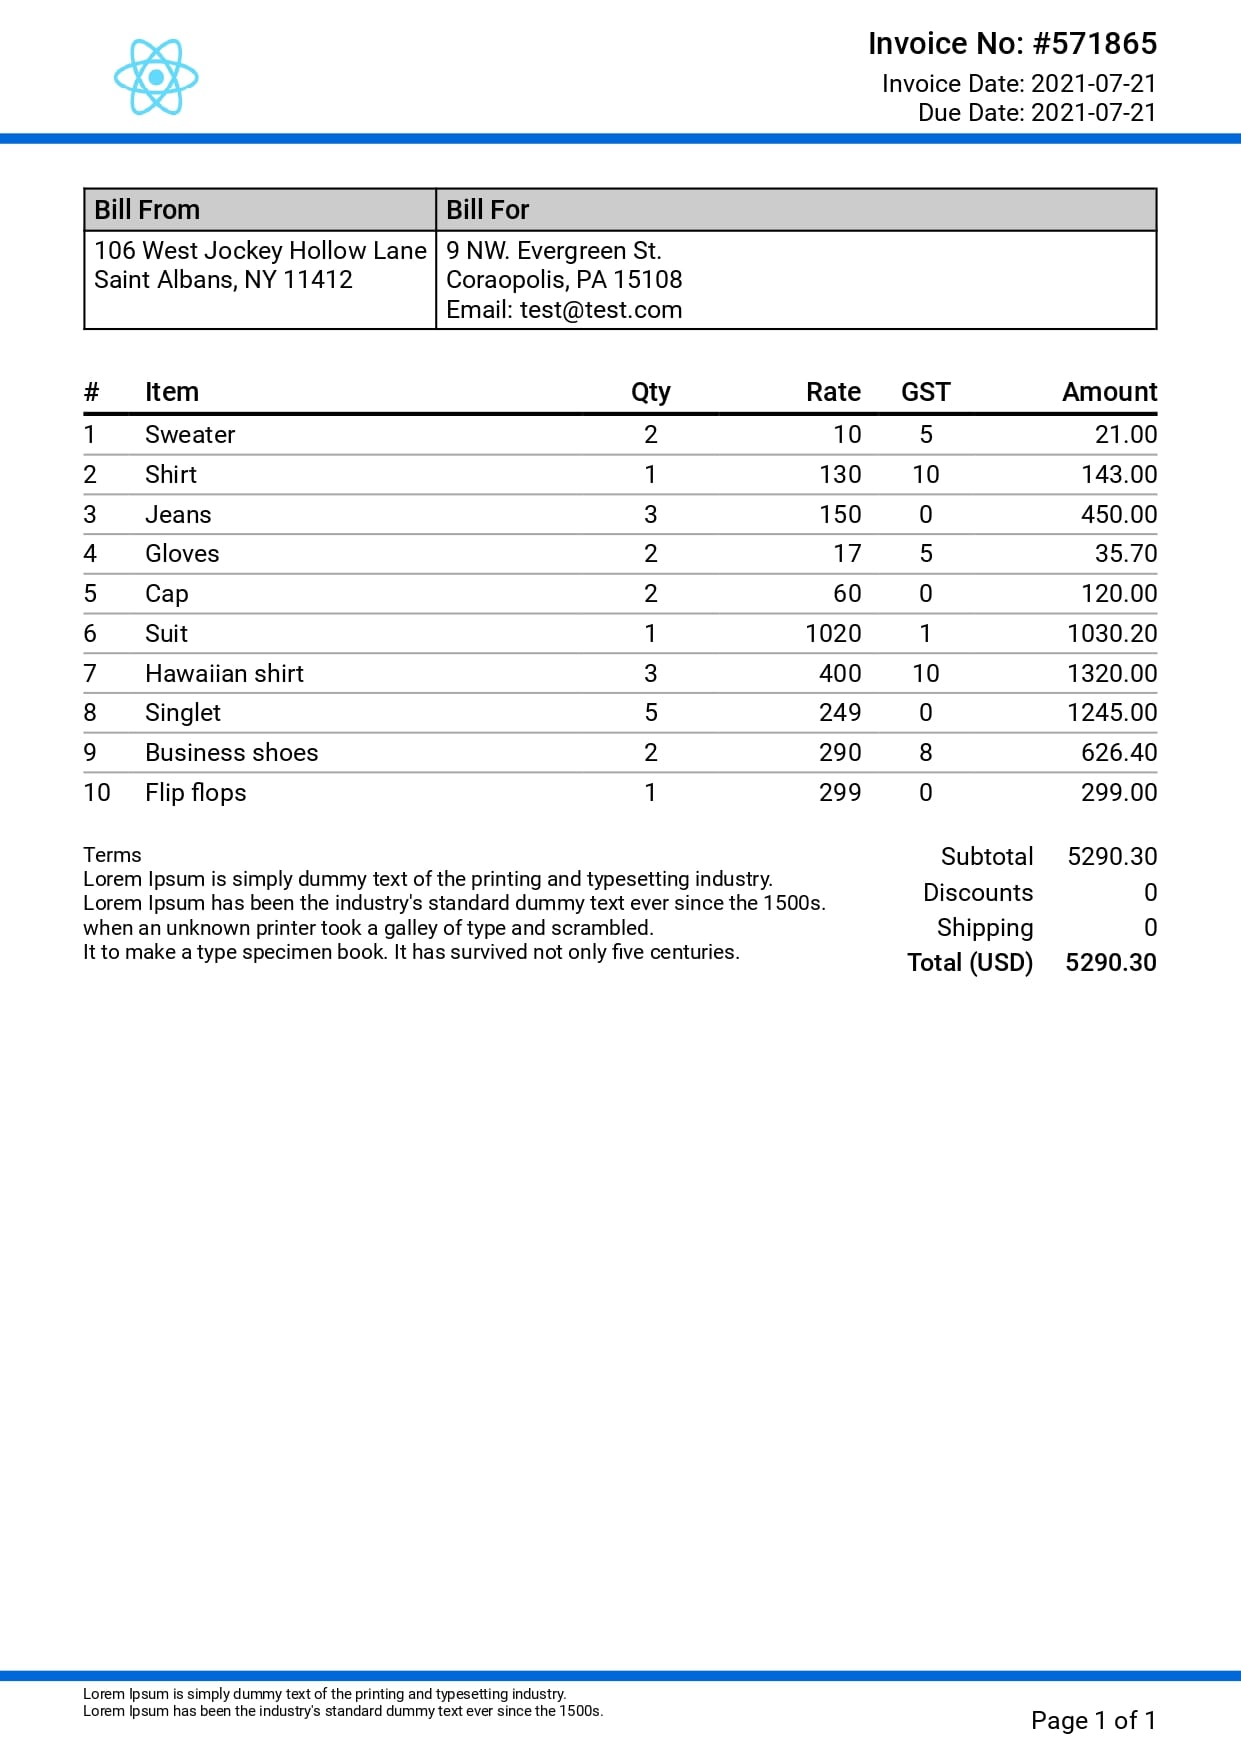 Invoice No: #571865
Invoice Date: 2021-07-21
Due Date: 2021-07-21
Bill From Bill For
106 West Jockey Hollow Lane 9 NW. Evergreen St.
Saint Albans, NY 11412 Coraopolis, PA 15108
Email: test@test.com
# Item Qty Rate GST Amount
1 Sweater 2 10 5 21.00
2 Shirt 1 130 10 143.00
3 Jeans 3 150 0 450.00
4 Gloves 2 17 5 35.70
5 Cap 2 60 0 120.00
6 Suit 1 1020 1 1030.20
7 Hawaiian shirt 3 400 10 1320.00
8 Singlet 5 249 0 1245.00
9 Business shoes 2 290 8 626.40
10 Flip flops 1 299 0 299.00
Terms
Lorem Ipsum is simply dummy text of the printing and typesetting industry.
Lorem Ipsum has been the industry's standard dummy text ever since the 1500s.
when an unknown printer took a galley of type and scrambled.
It to make a type specimen book. It has survived not only five centuries.
Subtotal 5290.30
Discounts 0
Shipping 0
Total (USD) 5290.30
Lorem Ipsum is simply dummy text of the printing and typesetting industry.
Lorem Ipsum has been the industry's standard dummy text ever since the 1500s.
Page 1 of 1